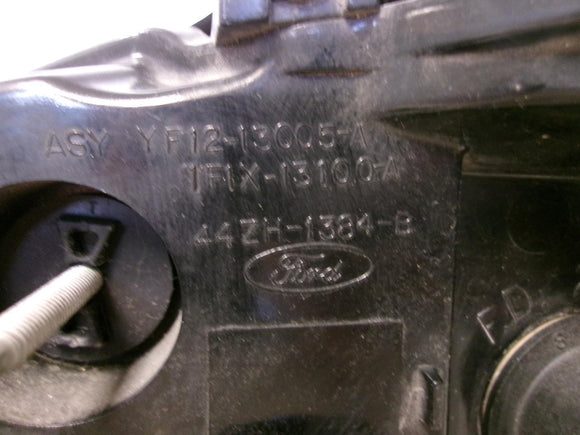 ASY YF12-13005-A
1F1X-13100-A
44ZH-1384-B
Ford
F.D.